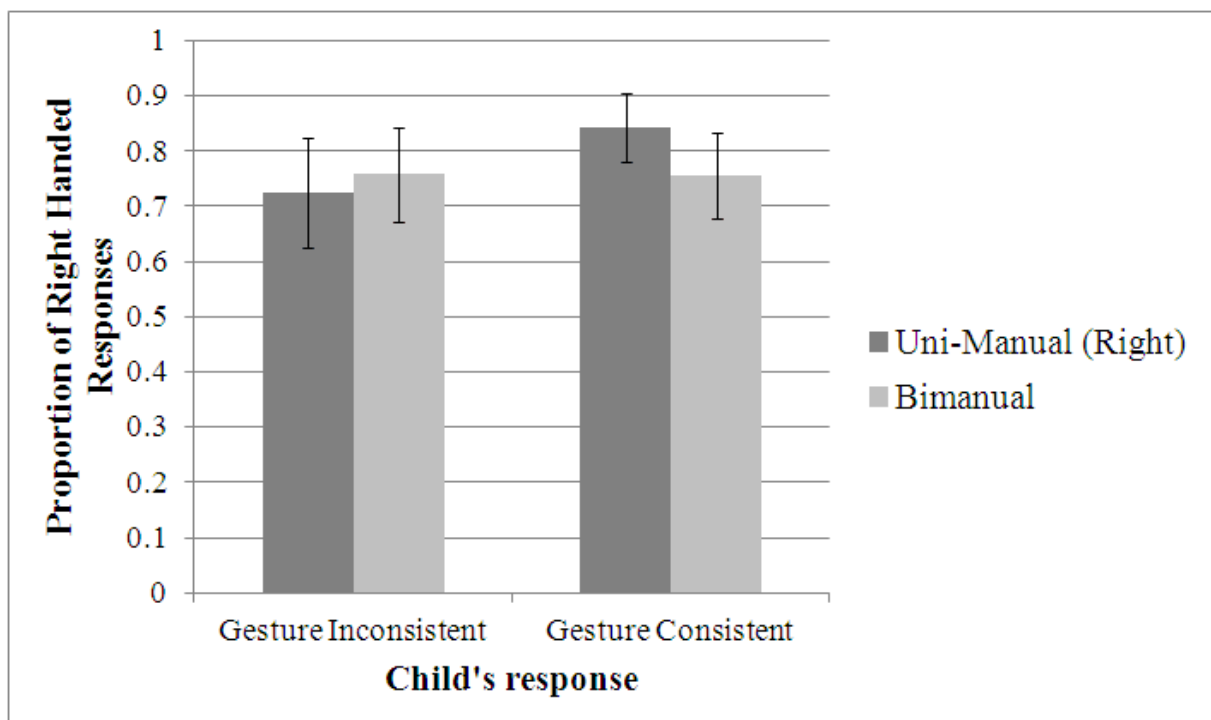 Proportion of Right Handed
Responses
1
0.9
0.8
0.7
0.6
0.5
0.4
0.3
0.2
0.1
0
Gesture Inconsistent
Gesture Consistent
Child's response
Uni-Manual (Right)
Bimanual